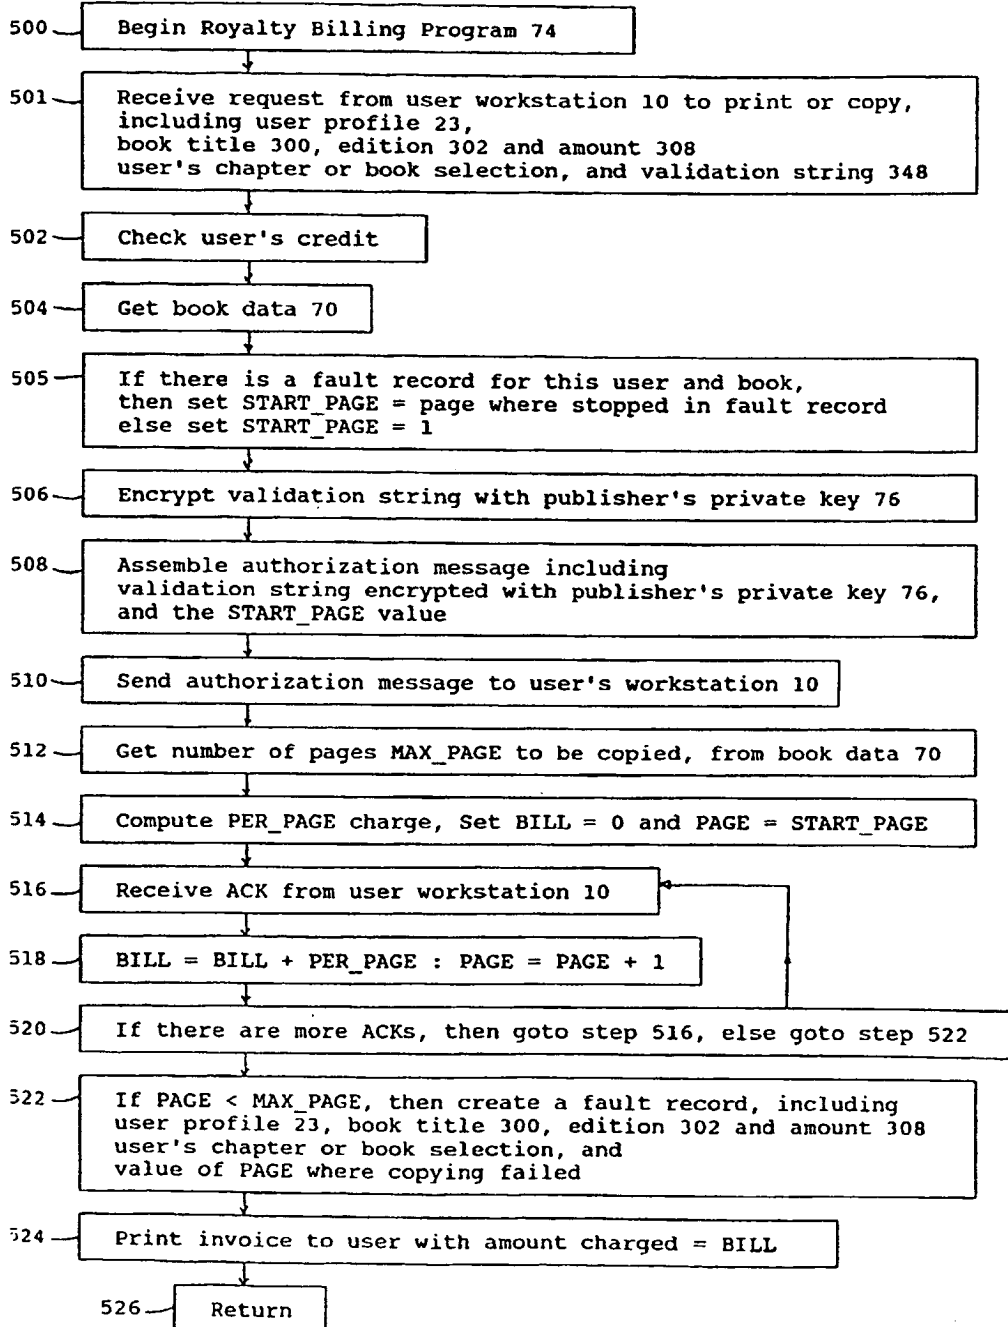 500 Begin Royalty Billing Program 74
501 Receive request from user workstation 10 to print or copy,
including user profile 23,
book title 300, edition 302 and amount 308
user's chapter or book selection, and validation string 348
502 Check user's credit
504 Get book data 70
505 If there is a fault record for this user and book,
then set START_PAGE = page where stopped in fault record
else set START_PAGE = 1
506 Encrypt validation string with publisher's private key 76
508 Assemble authorization message including
validation string encrypted with publisher's private key 76,
and the START_PAGE value
510 Send authorization message to user's workstation 10
512 Get number of pages MAX_PAGE to be copied, from book data 70
514 Compute PER_PAGE charge, Set BILL = 0 and PAGE = START_PAGE
516 Receive ACK from user workstation 10
518 BILL = BILL + PER_PAGE : PAGE = PAGE + 1
520 If there are more ACKs, then goto step 516, else goto step 522
522 If PAGE < MAX_PAGE, then create a fault record, including
user profile 23, book title 300, edition 302 and amount 308
user's chapter or book selection, and
value of PAGE where copying failed
524 Print invoice to user with amount charged = BILL
526 Return